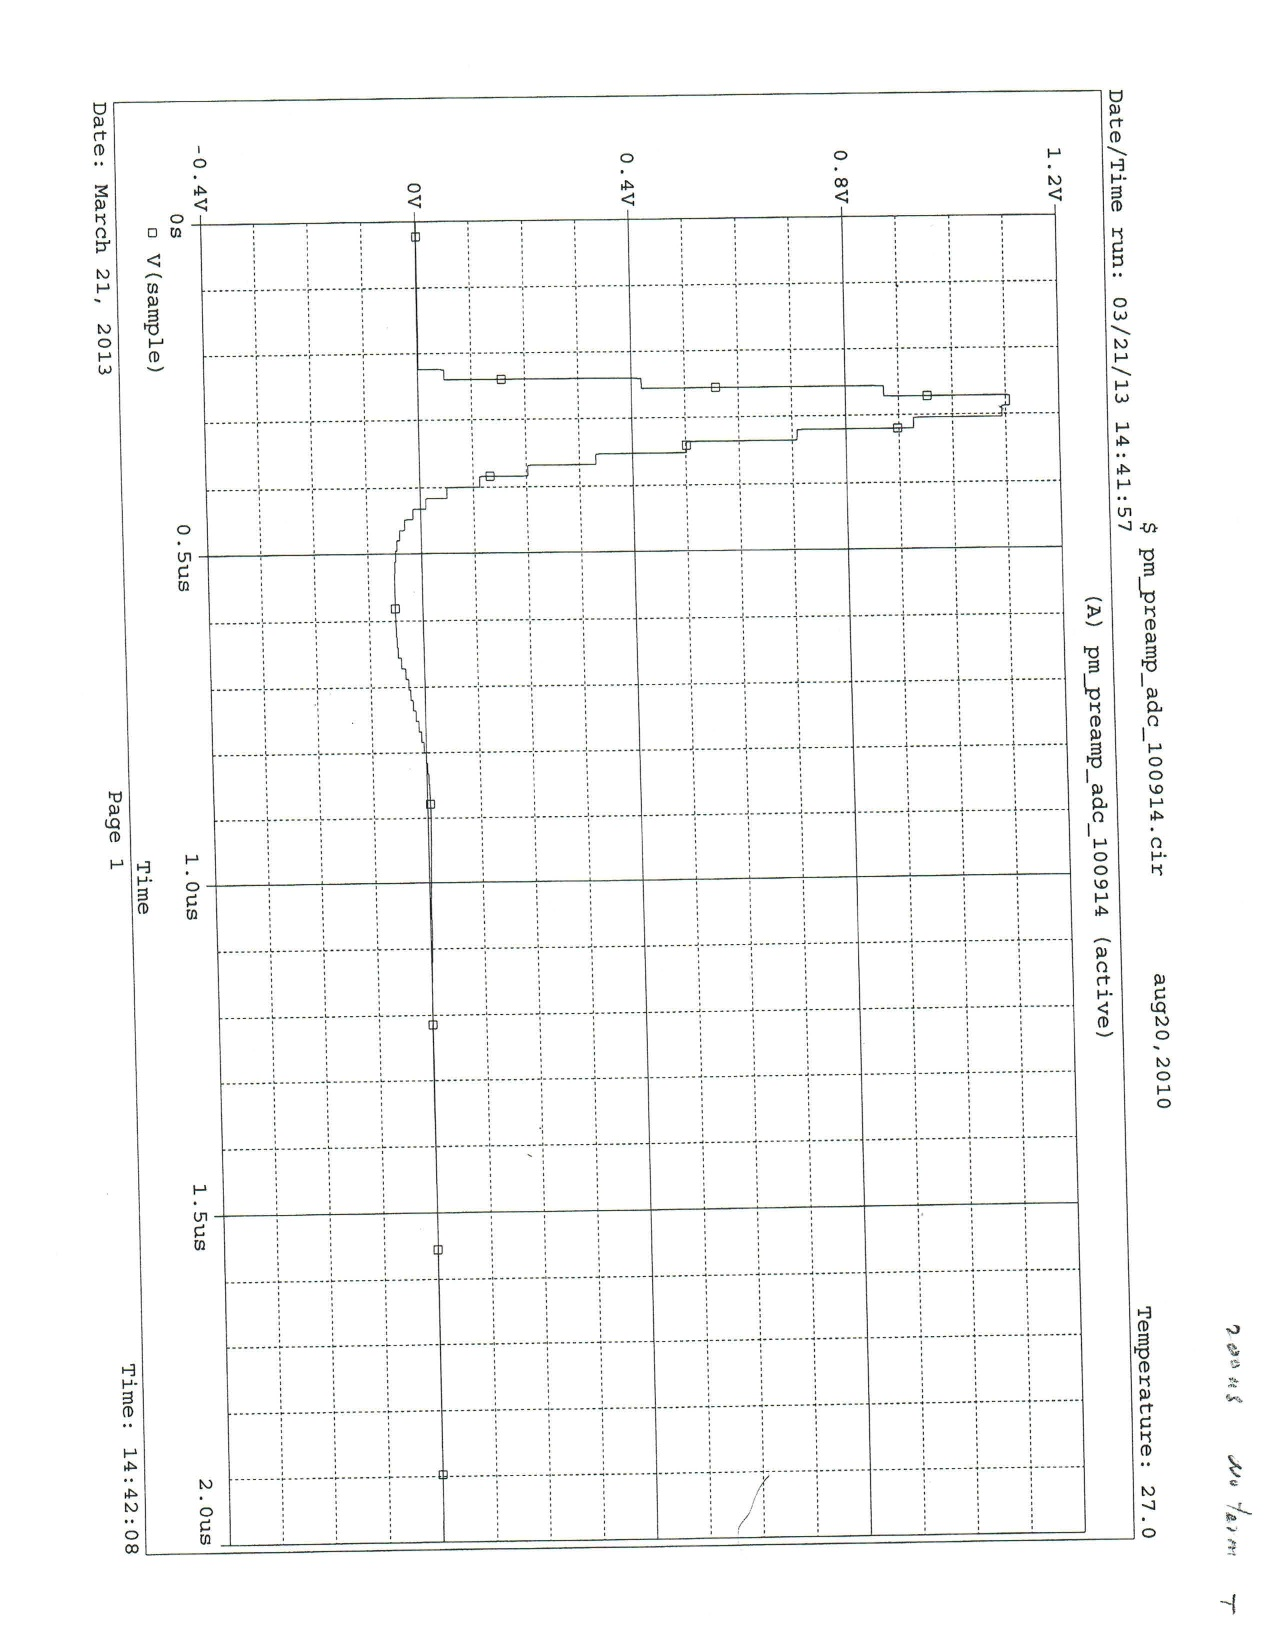 $ pm_preamp_adc_100914.cir aug20,2010
Date/Time run: 03/21/13 14:41:57 Temperature: 27.0
(A) pm_preamp_adc_100914 (active)
1.2V
0.8V
0.4V
0V
-0.4V
0s 0.5us 1.0us 1.5us 2.0us
V(sample)
Time
Date: March 21, 2013 Page 1 Time: 14:42:08